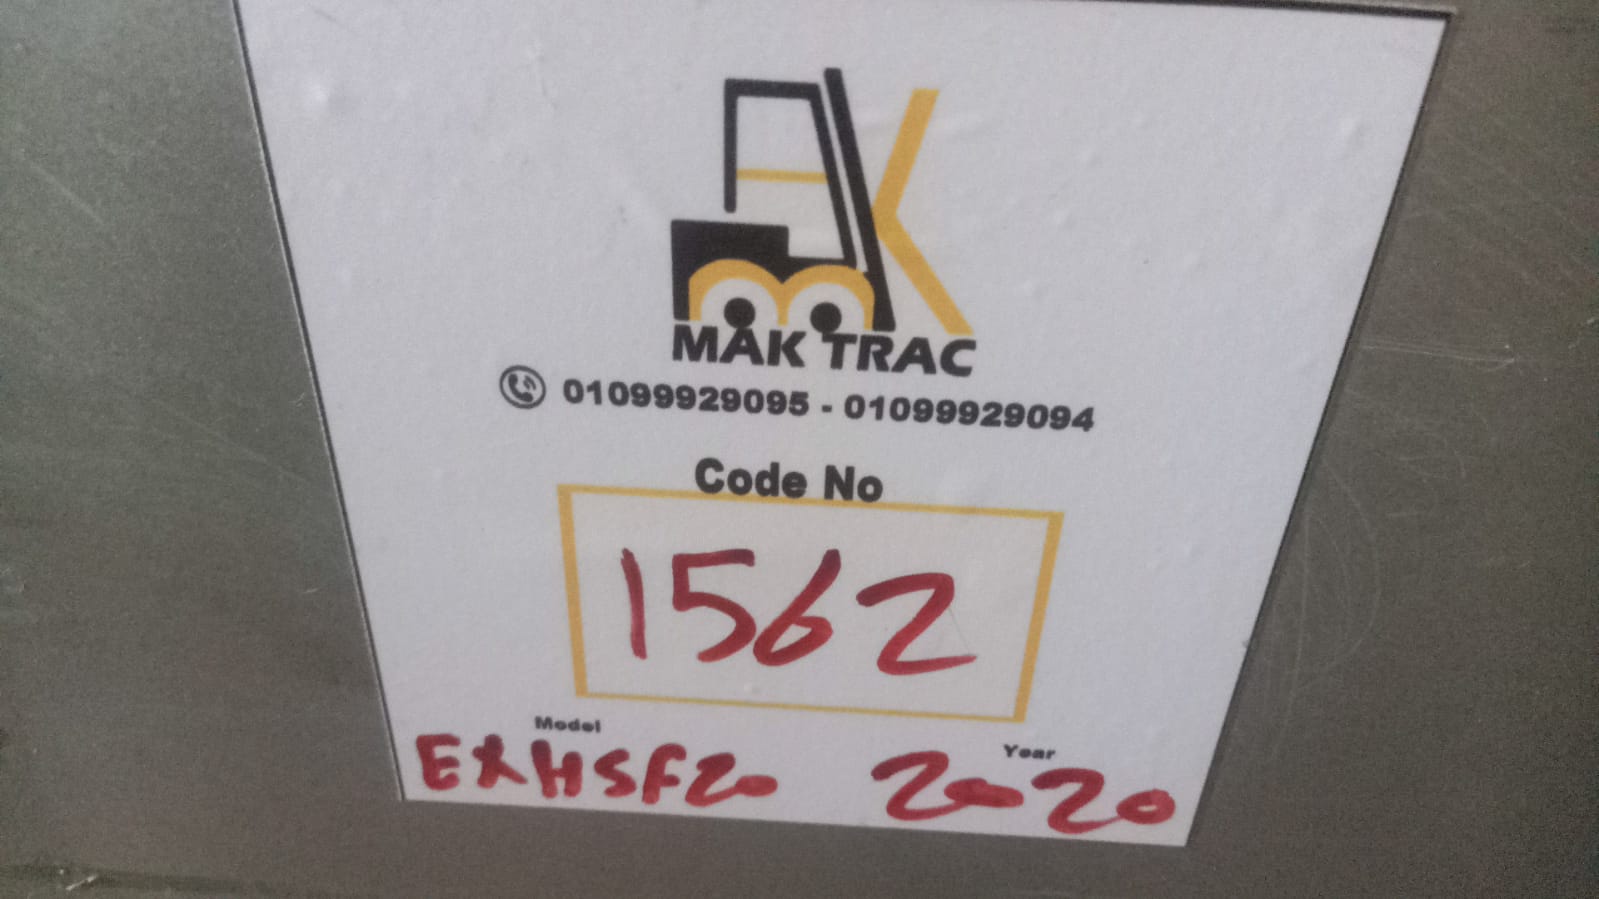 MAK TRAC
01099929095 - 01099929094
Code No
1562
Model
Year
EXHSF20
2020